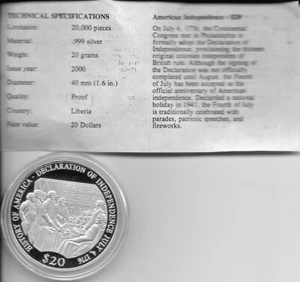 TECHNICAL SPECIFICATIONS
Limitation: 20,000 pieces
Material: .999 silver
Weight: 20 grams
Issue year: 2000
Diameter: 40 mm (1.6 in.)
Quality: Proof
Country: Liberia
Face value: 20 Dollars
American Independence - $20
On July 4, 1776, the Continental
Congress met in Philadelphia to
formally adopt the Declaration of
Independence, proclaiming the thirteen
original colonies independent of
British rule. Although the signing of
the Declaration was not officially
completed until August, the Fourth
of July has been accepted as the
official anniversary of American
independence. Declared a national
holiday in 1941, the Fourth of July
is traditionally celebrated with
parades, patriotic speeches, and
fireworks.
HISTORY OF AMERICA • DECLARATION OF INDEPENDENCE JULY 4, 1776
$20